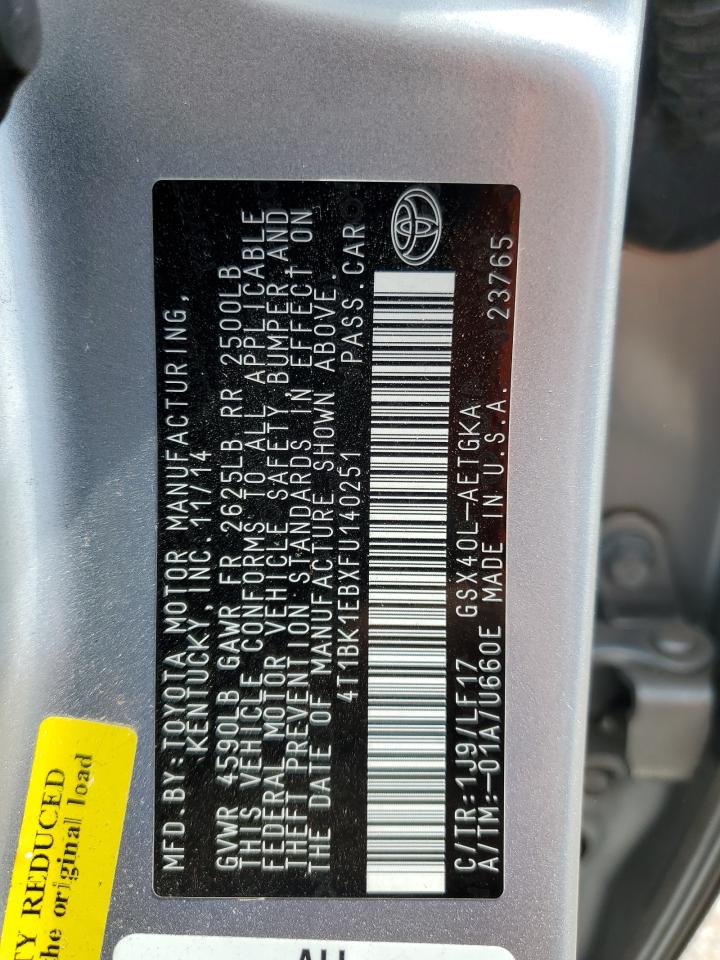 MFD.BY:TOYOTA MOTOR MANUFACTURING,
KENTUCKY, INC. 11/14
GVWR 4590LB GAWR FR 2625LB RR 2500LB
THIS VEHICLE CONFORMS TO ALL APPLICABLE
FEDERAL MOTOR VEHICLE SAFETY, BUMPER, AND
THEFT PREVENTION STANDARDS IN EFFECT ON
THE DATE OF MANUFACTURE SHOWN ABOVE.
4T1BK1EBXFU140251 PASS.CAR
C/TR:1J9/LF17 GSX40L-AETGKA
A/TM:-01A/U660E MADE IN U.S.A. 23765
TY REDUCED
the original load